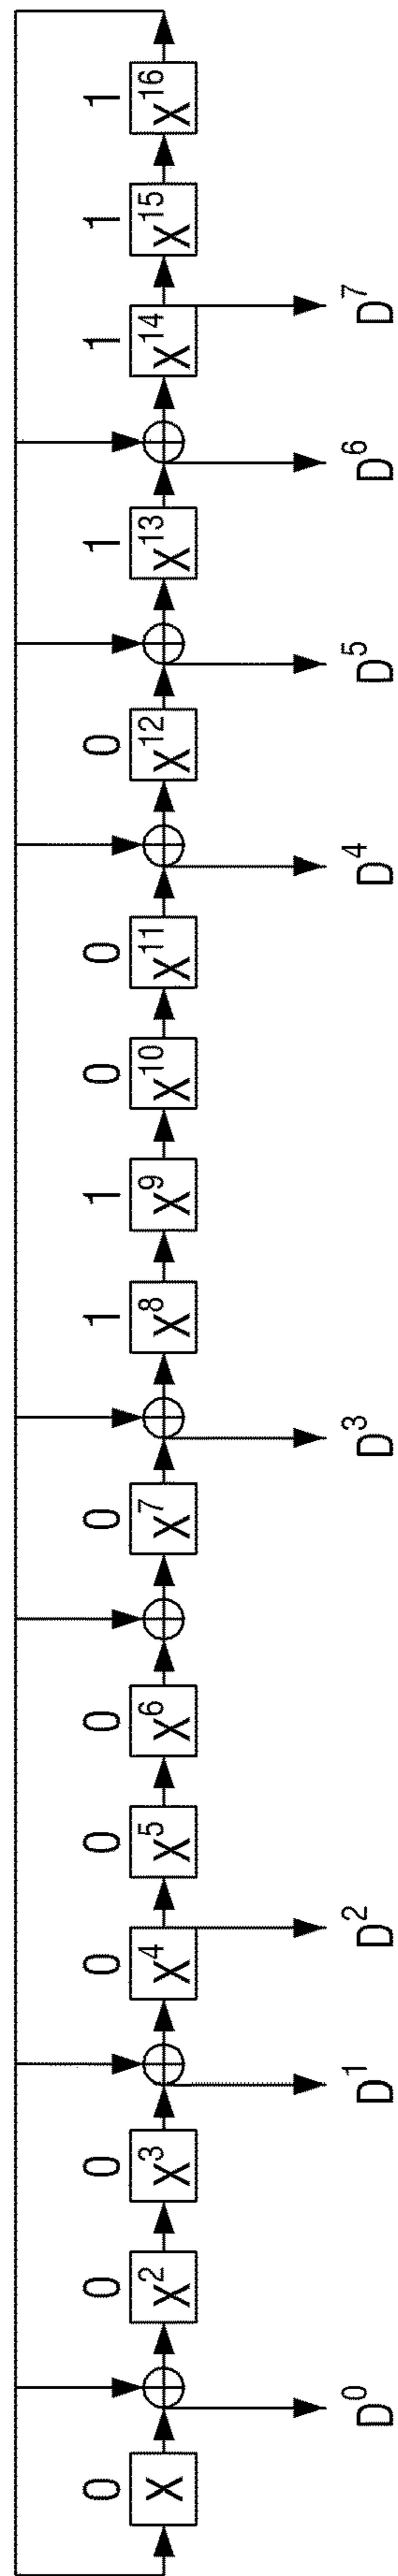 0 0 0 0 0 0 0 1 1 0 0 0 1 1 1 1
X X² X³ X⁴ X⁵ X⁶ X⁷ X⁸ X⁹ X¹⁰ X¹¹ X¹² X¹³ X¹⁴ X¹⁵ X¹⁶
D⁰ D¹ D² D³ D⁴ D⁵ D⁶ D⁷